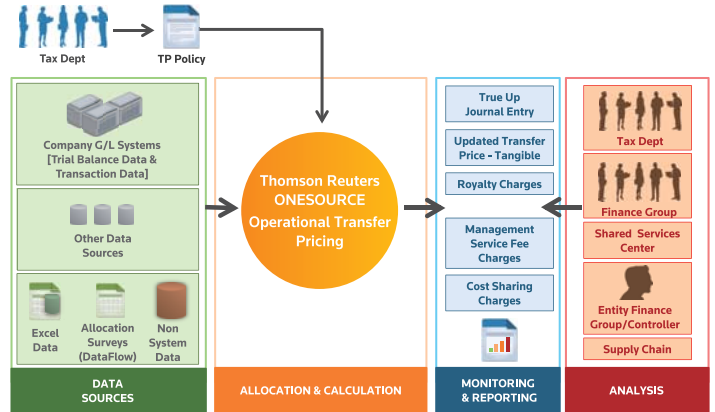 Tax Dept
TP Policy
Company G/L Systems
[Trial Balance Data &
Transaction Data]
Other Data
Sources
Excel
Data
Allocation
Surveys
(DataFlow)
Non
System
Data
DATA
SOURCES
Thomson Reuters
ONESOURCE
Operational Transfer
Pricing
ALLOCATION & CALCULATION
True Up
Journal Entry
Updated Transfer
Price - Tangible
Royalty Charges
Management
Service Fee
Charges
Cost Sharing
Charges
MONITORING
& REPORTING
Tax Dept
Finance Group
Shared Services
Center
Entity Finance
Group/Controller
Supply Chain
ANALYSIS